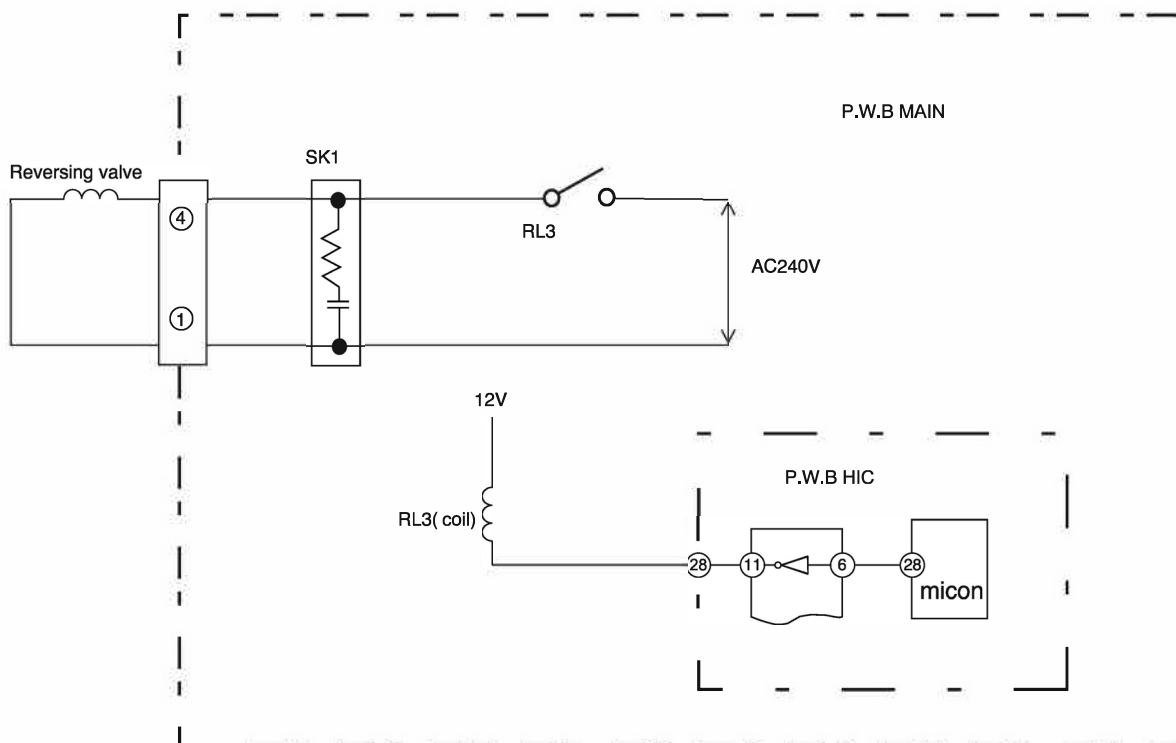 P.W.B MAIN
Reversing valve
SK1
4
RL3
AC240V
1
12V
P.W.B HIC
RL3( coil)
28
11
6
28
micon